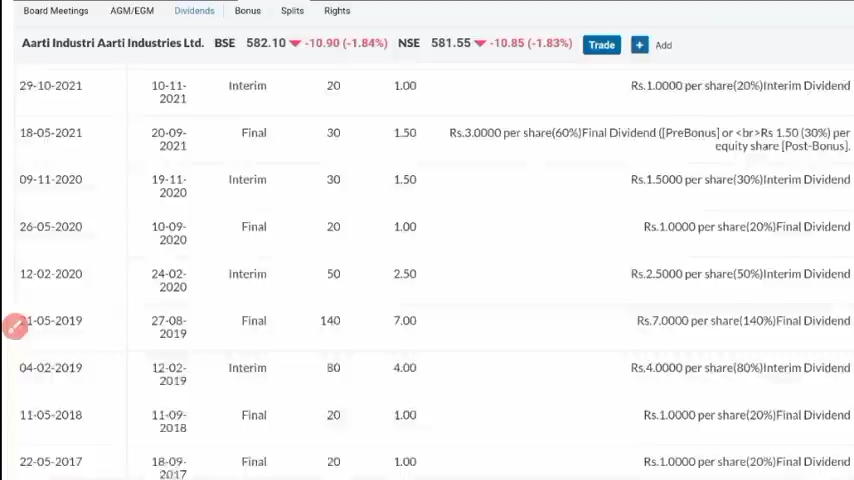 Board Meetings AGM/EGM Dividends Bonus Splits Rights
Aarti Industri Aarti Industries Ltd. BSE 582.10 -10.90 (-1.84%) NSE 581.55 -10.85 (-1.83%) Trade + Add
29-10-2021 10-11-2021 Interim 20 1.00 Rs.1.0000 per share(20%)Interim Dividend
18-05-2021 20-09-2021 Final 30 1.50 Rs.3.0000 per share(60%)Final Dividend ([PreBonus] or <br>Rs 1.50 (30%) per
equity share [Post-Bonus].
09-11-2020 19-11-2020 Interim 30 1.50 Rs.1.5000 per share(30%)Interim Dividend
26-05-2020 10-09-2020 Final 20 1.00 Rs.1.0000 per share(20%)Final Dividend
12-02-2020 24-02-2020 Interim 50 2.50 Rs.2.5000 per share(50%)Interim Dividend
21-05-2019 27-08-2019 Final 140 7.00 Rs.7.0000 per share(140%)Final Dividend
04-02-2019 12-02-2019 Interim 80 4.00 Rs.4.0000 per share(80%)Interim Dividend
11-05-2018 11-09-2018 Final 20 1.00 Rs.1.0000 per share(20%)Final Dividend
22-05-2017 18-09-2017 Final 20 1.00 Rs.1.0000 per share(20%)Final Dividend